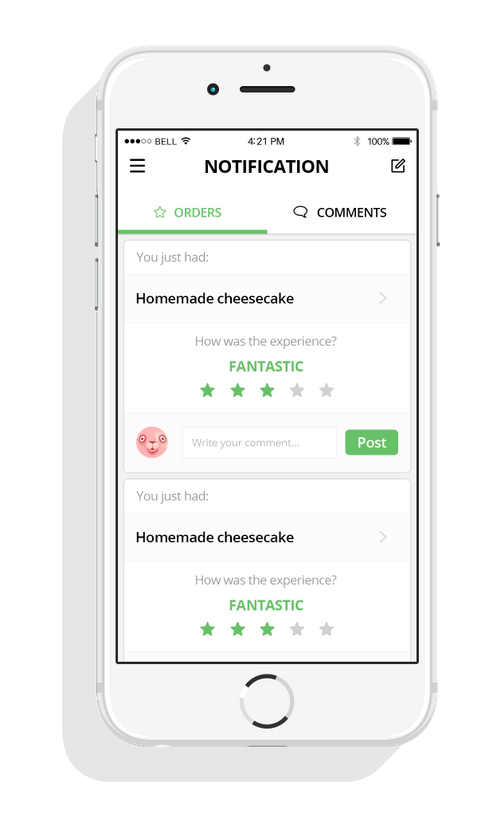 BELL 4:21 PM 100%
NOTIFICATION
ORDERS COMMENTS
You just had:
Homemade cheesecake
How was the experience?
FANTASTIC
Write your comment... Post
You just had:
Homemade cheesecake
How was the experience?
FANTASTIC